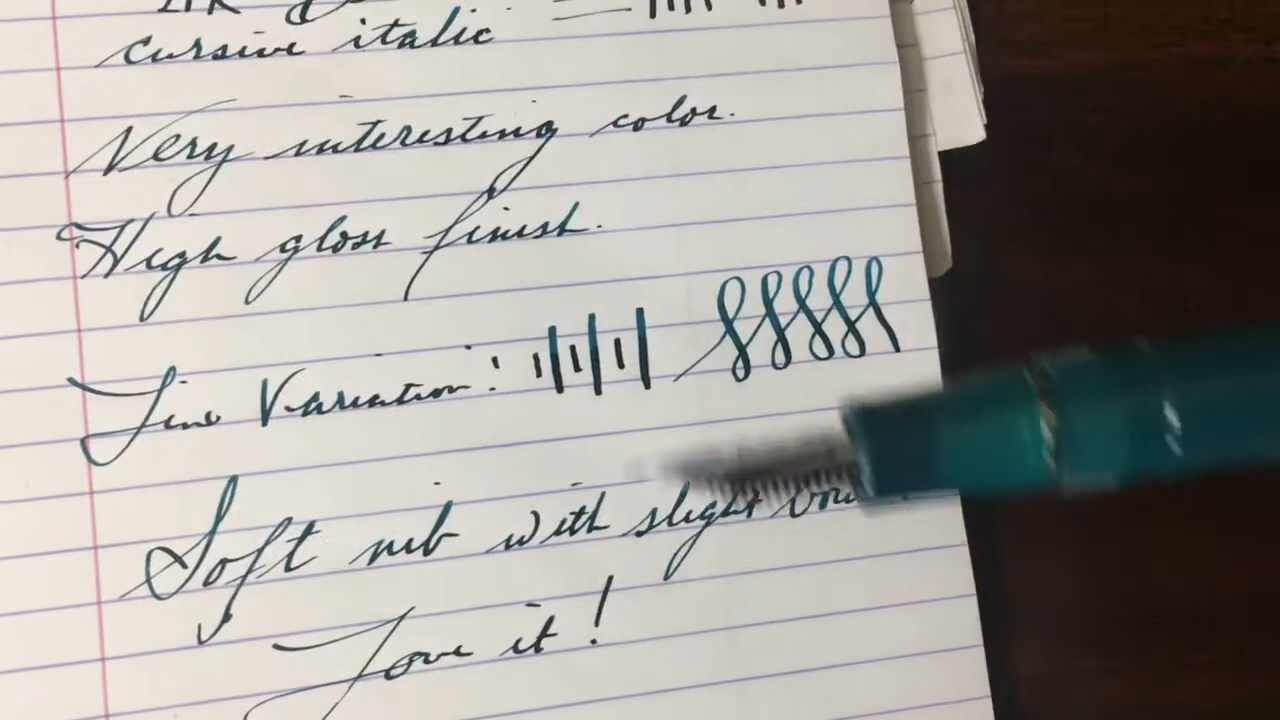 cursive italic
Very interesting color.
High gloss finish.
Line Variation:
Soft nib with slight
Love it!